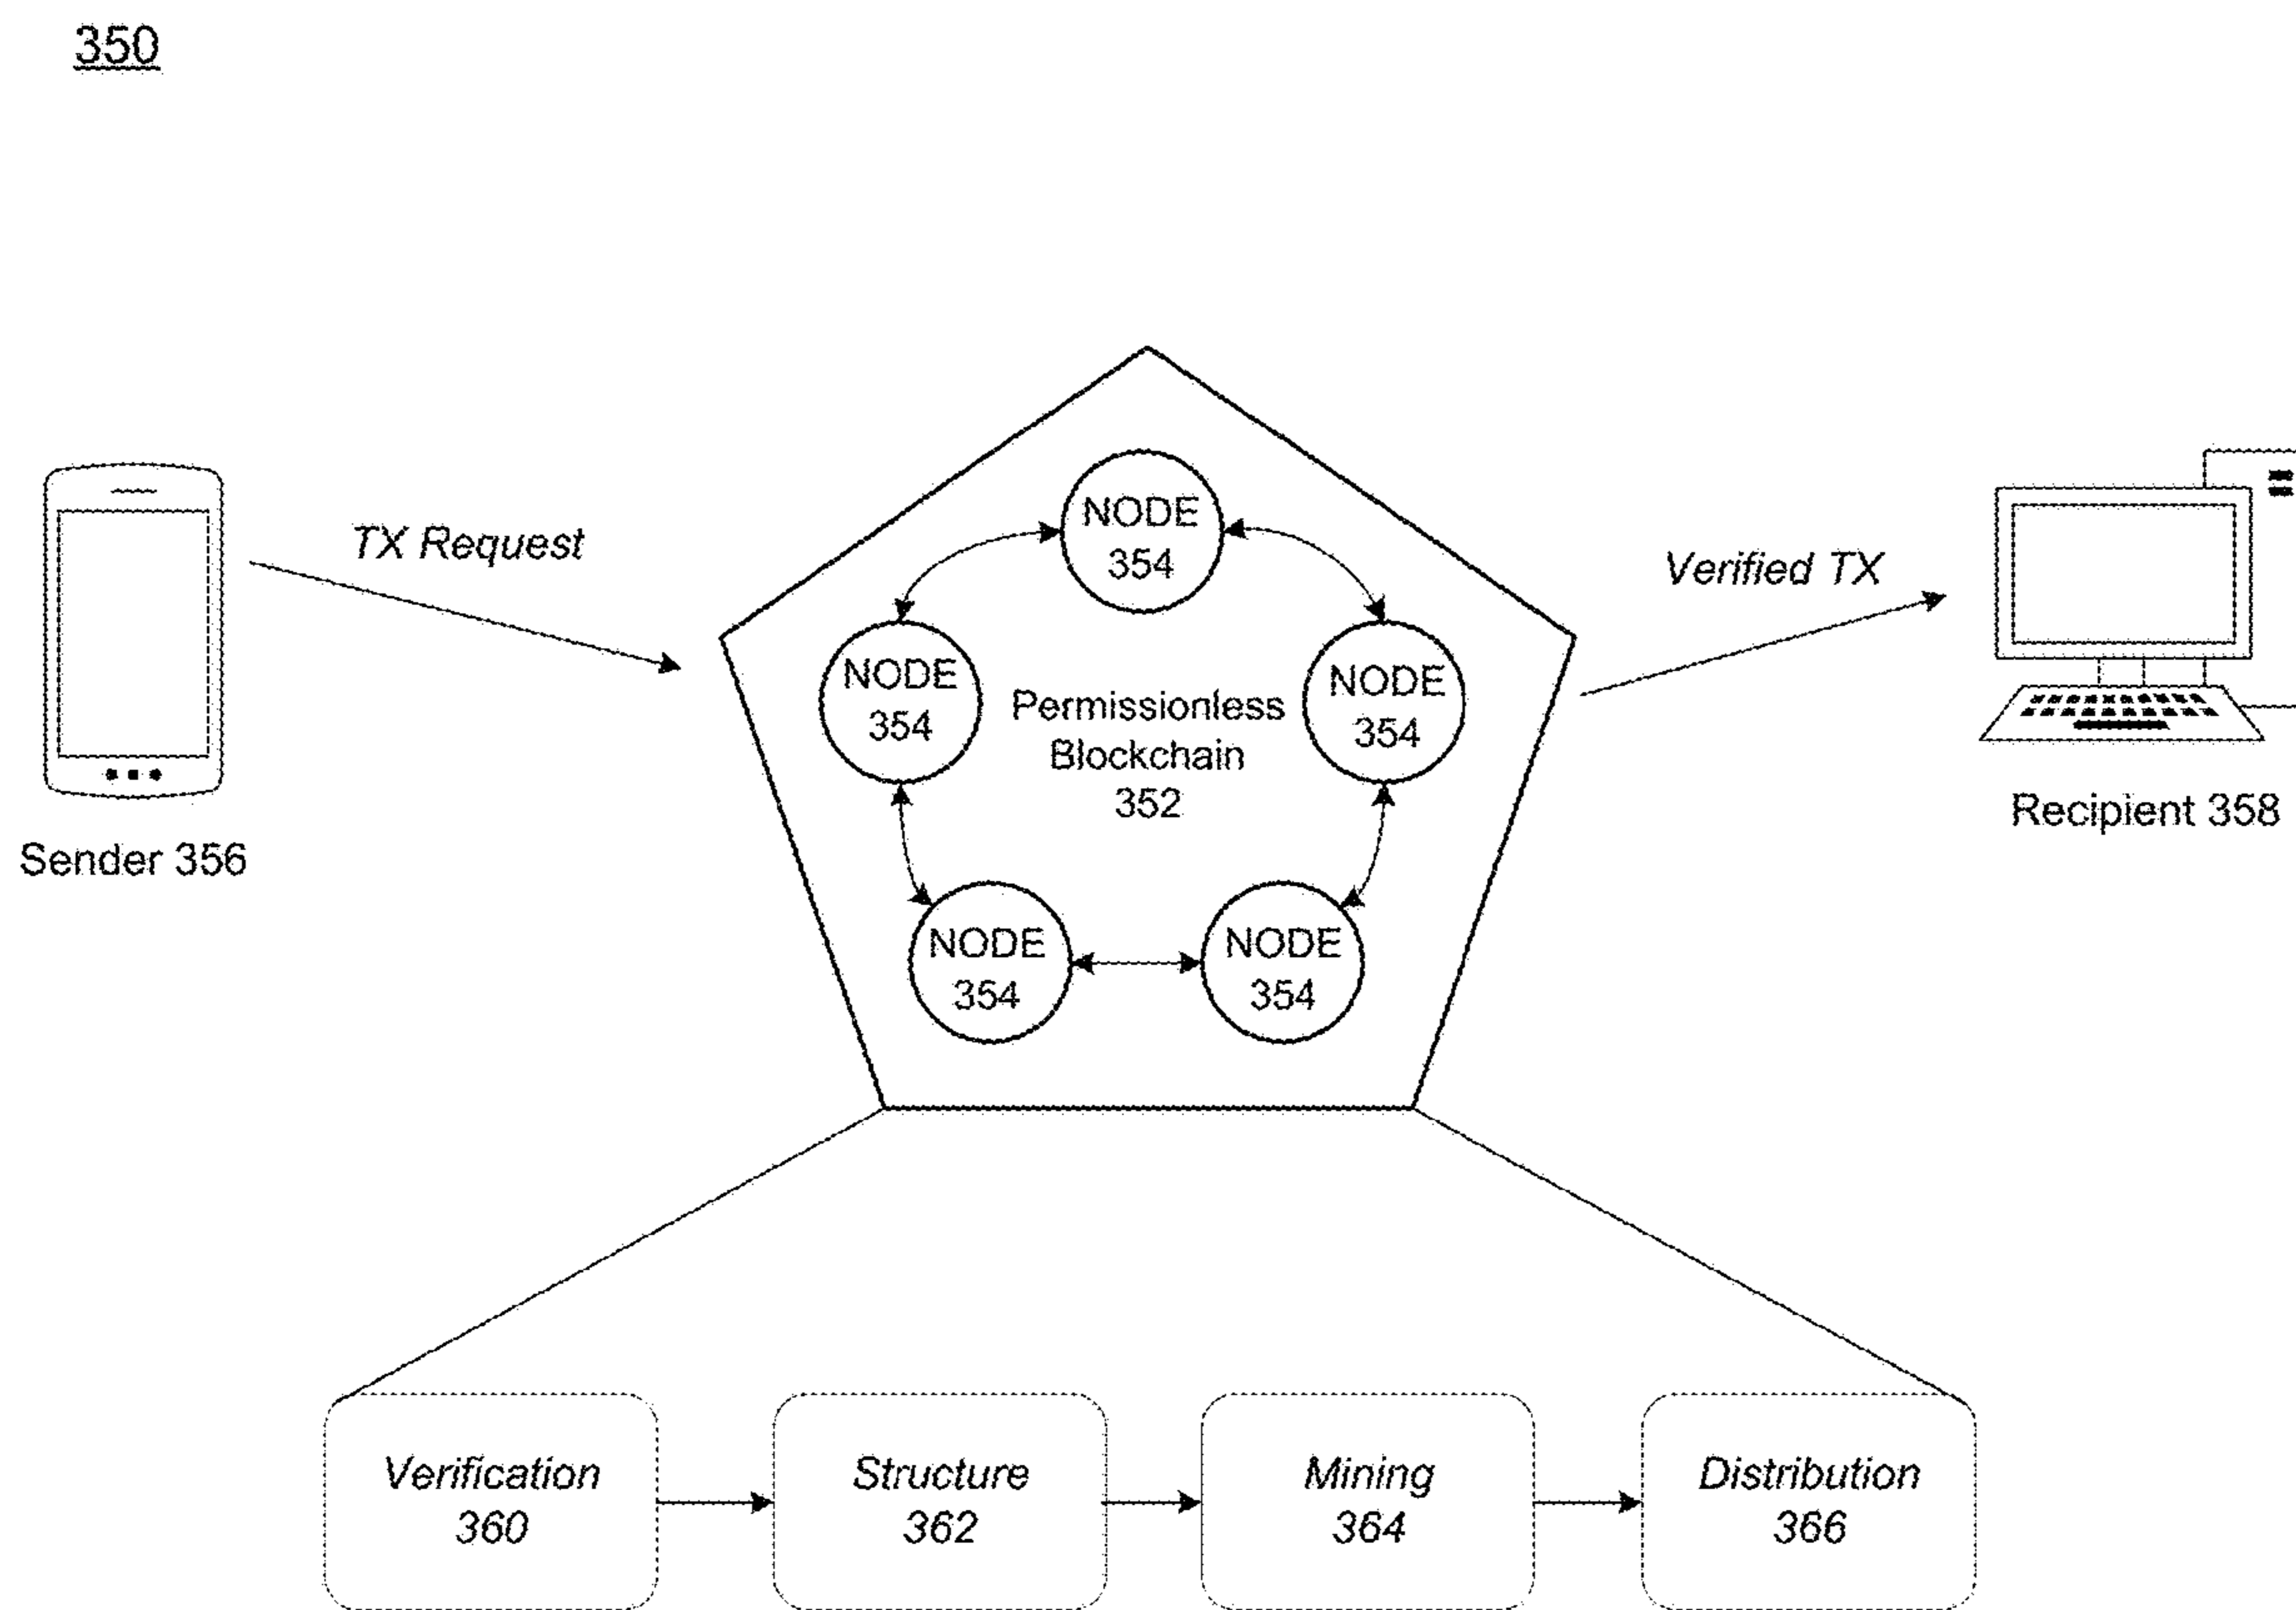 350
TX Request
Verified TX
NODE
354
NODE
354
Permissionless
Blockchain
352
NODE
354
NODE
354
NODE
354
Sender 356
Recipient 358
Verification
360
Structure
362
Mining
364
Distribution
366